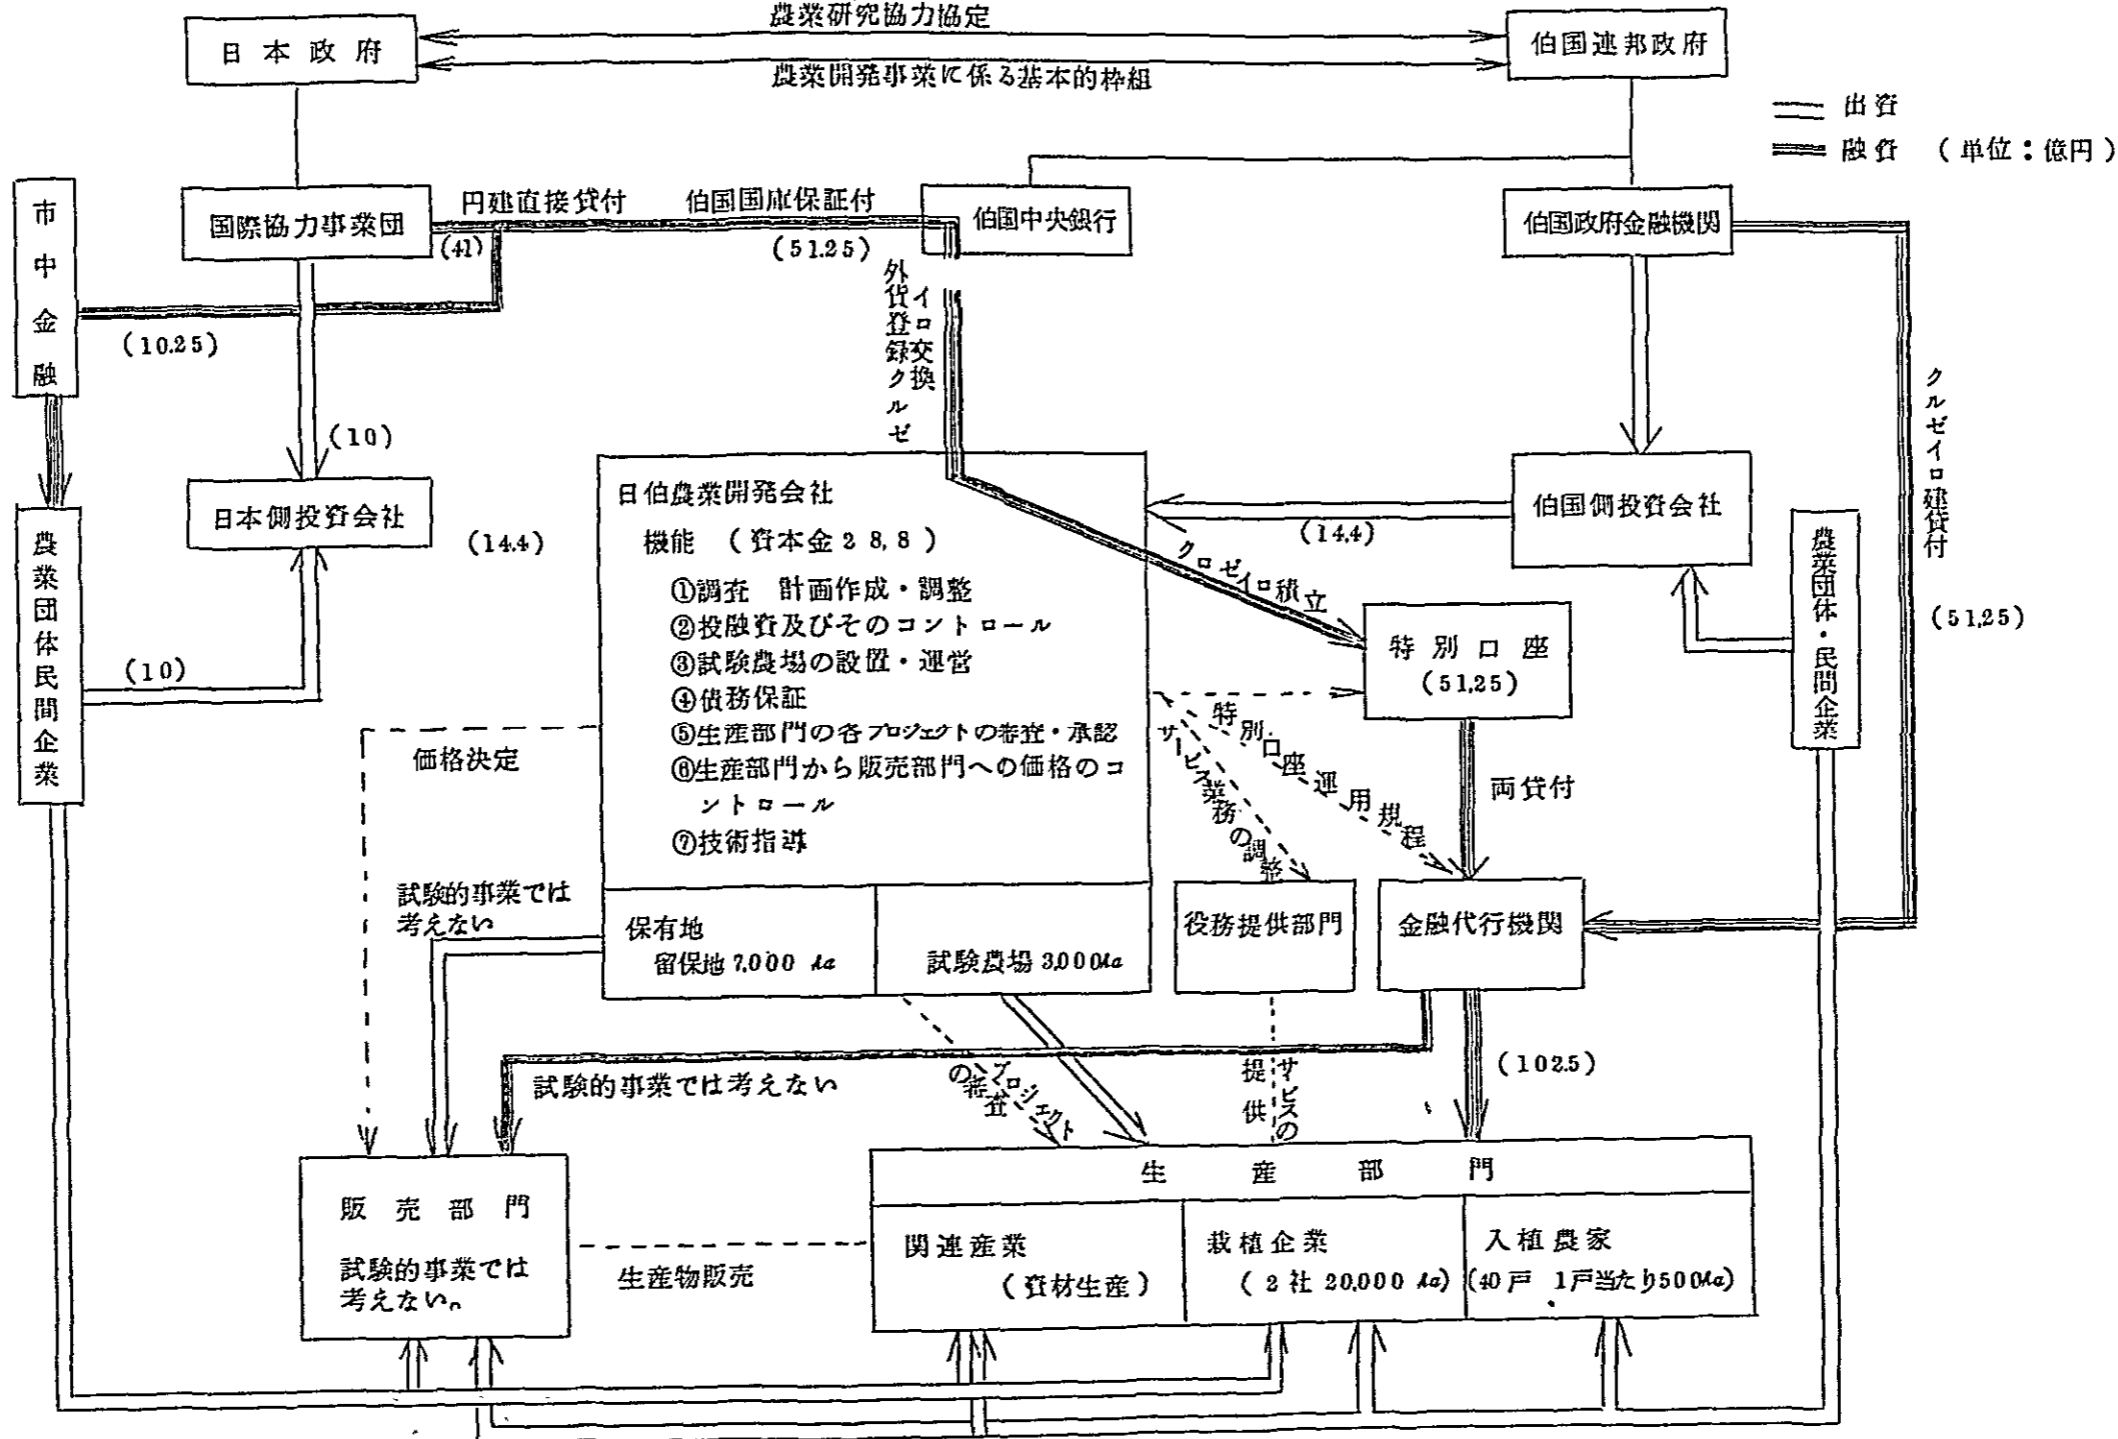 農業研究協力協定
日本政府
伯国連邦政府
農業開発事業に係る基本的枠組
出資
融資 （単位：億円）
市中金融
国際協力事業団
円建直接貸付
伯国国庫保証付
伯国中央銀行
伯国政府金融機関
(41)
(51.25)
(10.25)
外貨登録クルゼ
イロ交換
クルゼイロ建貸付
(51,25)
(10)
日本側投資会社
(14.4)
日伯農業開発会社
機能 （資本金28,8）
①調査 計画作成・調整
②投融資及びそのコントロール
③試験農場の設置・運営
④債務保証
⑤生産部門の各プロジェクトの審査・承認
⑥生産部門から販売部門への価格のコ
ントロール
⑦技術指導
伯国側投資会社
(14.4)
クロゼイロ積立
農業団体民間企業
(10)
農業団体・民間企業
特別口座
(51,25)
特別口座運用規程
サービス業務の調整
両貸付
価格決定
試験的事業では
考えない
保有地
留保地 7,000 ha
試験農場 3,000ha
役務提供部門
金融代行機関
試験的事業では考えない
プロジェクト
の審査
サービスの
提供
(102.5)
販売部門
試験的事業では
考えない。
生産物販売
生産部門
関連産業
（資材生産）
栽植企業
（2社 20,000 ha）
入植農家
(40戸 1戸当たり500ha)